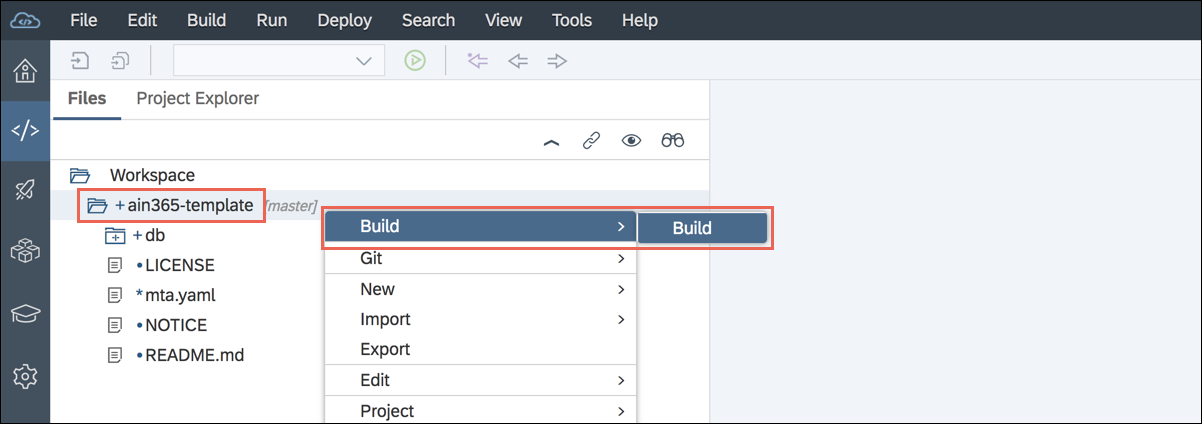 File Edit Build Run Deploy Search View Tools Help
Files Project Explorer
Workspace
+ ain365-template [master]
Build > Build
+ db
Git >
LICENSE
New >
* mta.yaml
Import >
NOTICE
Export
README.md
Edit >
Project >